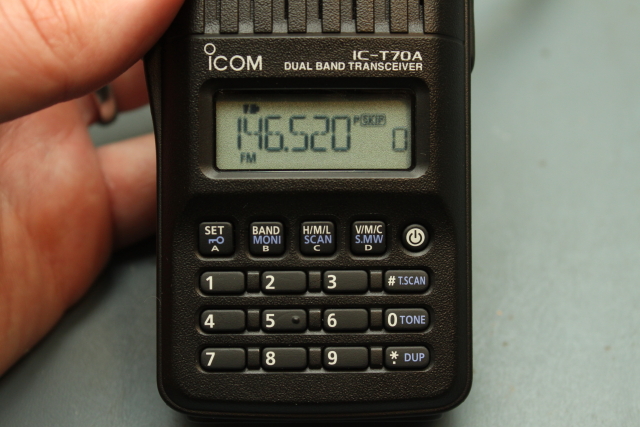 ICOM
IC-T70A
DUAL BAND TRANSCEIVER
146.520 P SKIP 0
FM
SET BAND H/M/L V/M/C
MONI SCAN S.MW
A B C D
1 2 3 # T.SCAN
4 5 6 0 TONE
7 8 9 * DUP